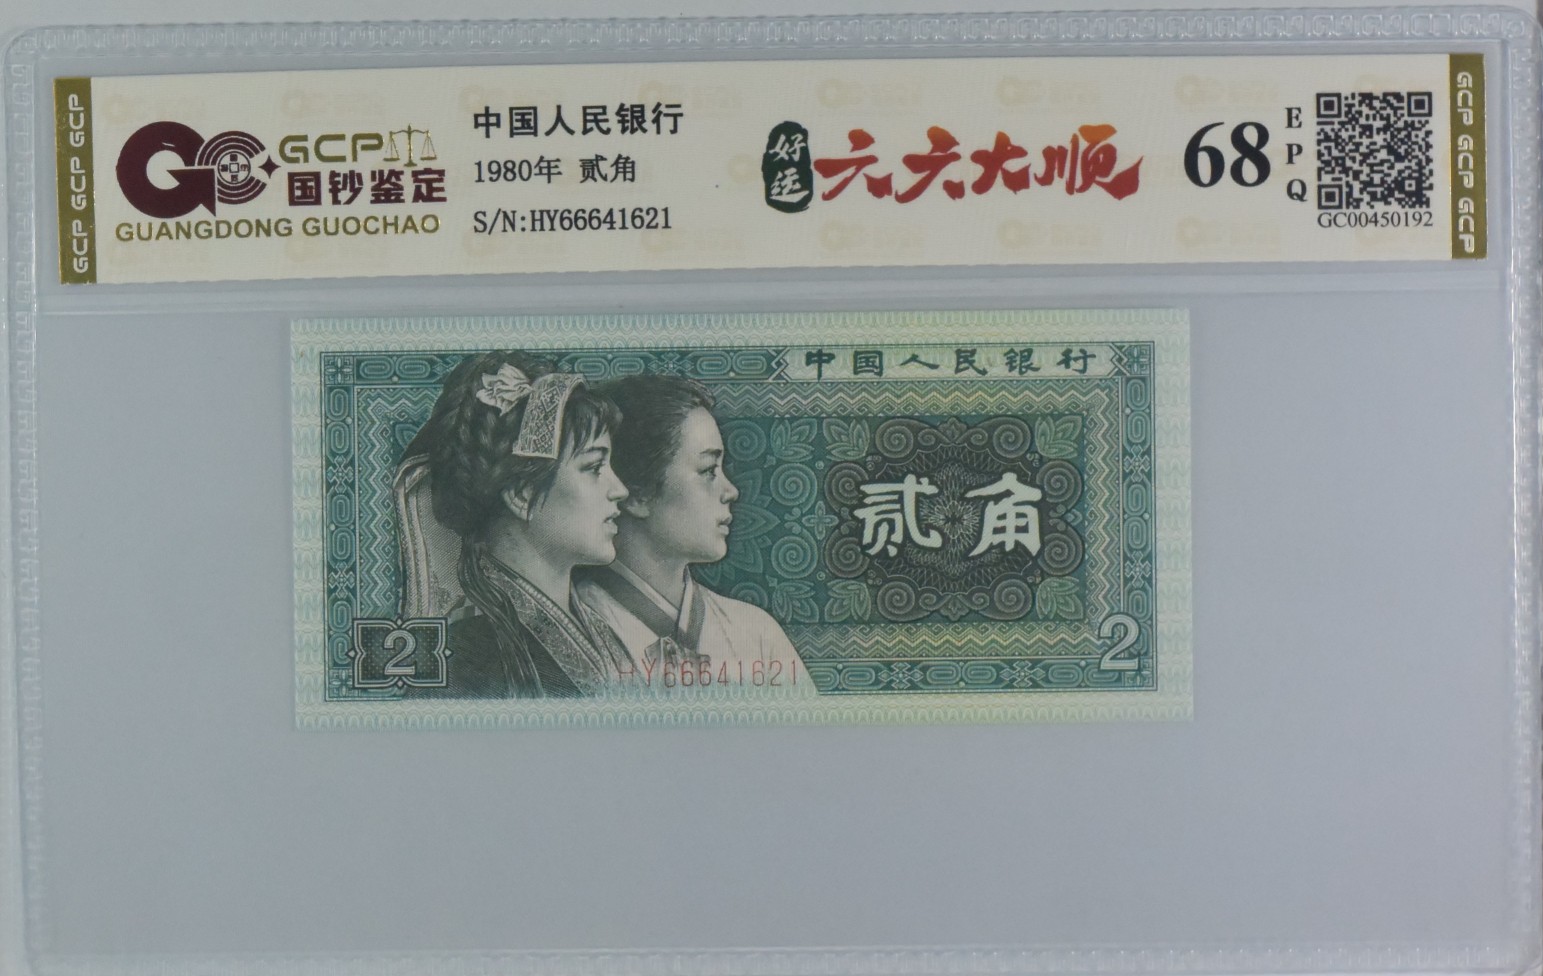 GCP GCP GCP
GCP
国钞鉴定
GUANGDONG GUOCHAO
中国人民银行
1980年 贰角
S/N:HY66641621
好运
六六大顺
68
EPQ
GC00450192
GCP GCP GCP
中国人民银行
贰角
2
2
HY66641621